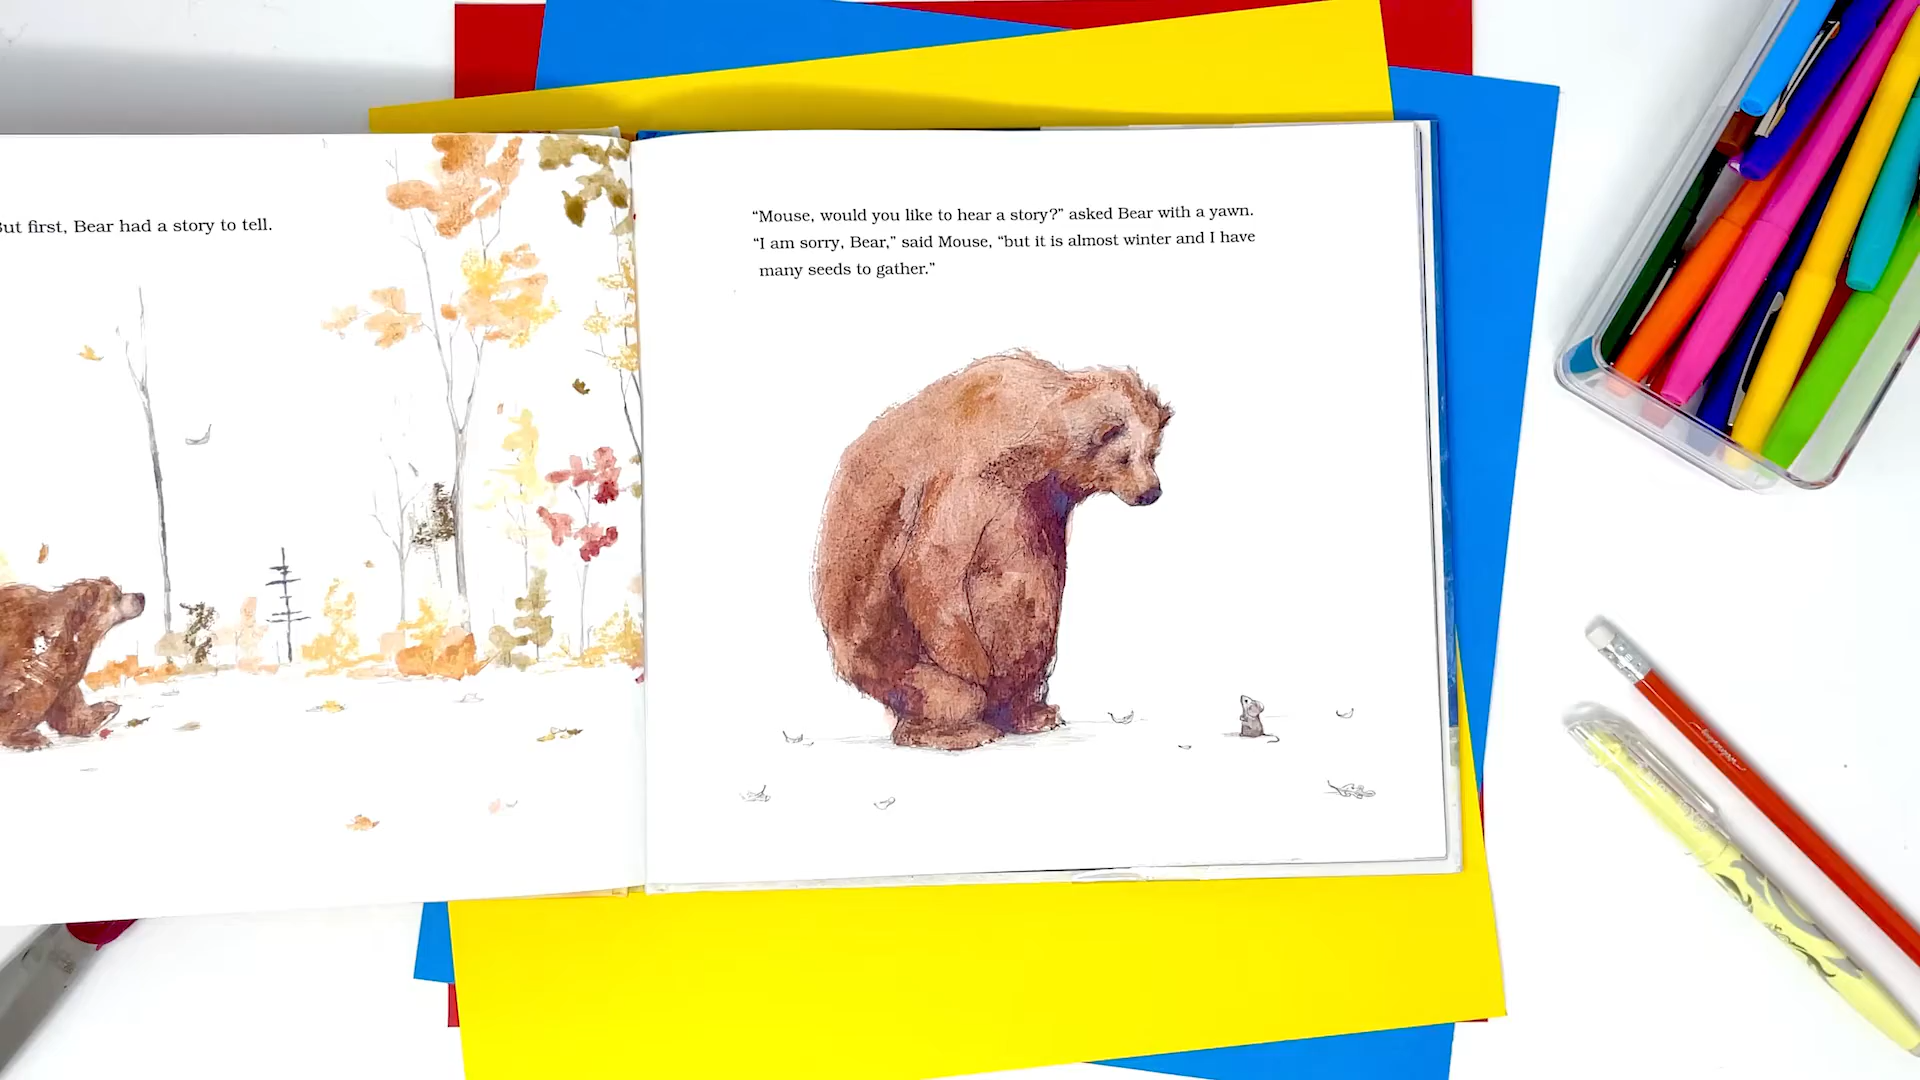 But first, Bear had a story to tell.
“Mouse, would you like to hear a story?” asked Bear with a yawn.
“I am sorry, Bear,” said Mouse, “but it is almost winter and I have
many seeds to gather.”